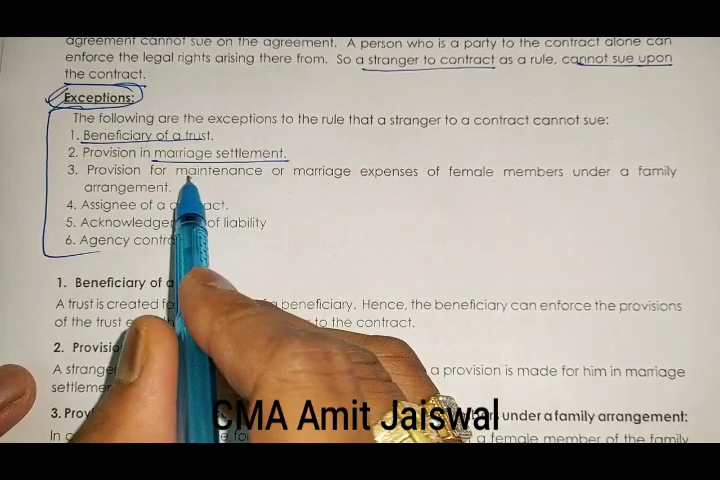 agreement cannot sue on the agreement. A person who is a party to the contract alone can
enforce the legal rights arising there from. So a stranger to contract as a rule, cannot sue upon
the contract.
Exceptions:
The following are the exceptions to the rule that a stranger to a contract cannot sue:
1. Beneficiary of a trust.
2. Provision in marriage settlement.
3. Provision for maintenance or marriage expenses of female members under a family
arrangement.
4. Assignee of a
5. of liability
6. Agency
1. Beneficiary of
A trust is created a beneficiary. Hence, the beneficiary can enforce the provisions
of the trust to the contract.
2.
A a provision is made for him in marriage
3. under a family arrangement:
In a female member of the family
CMA Amit Jaiswal